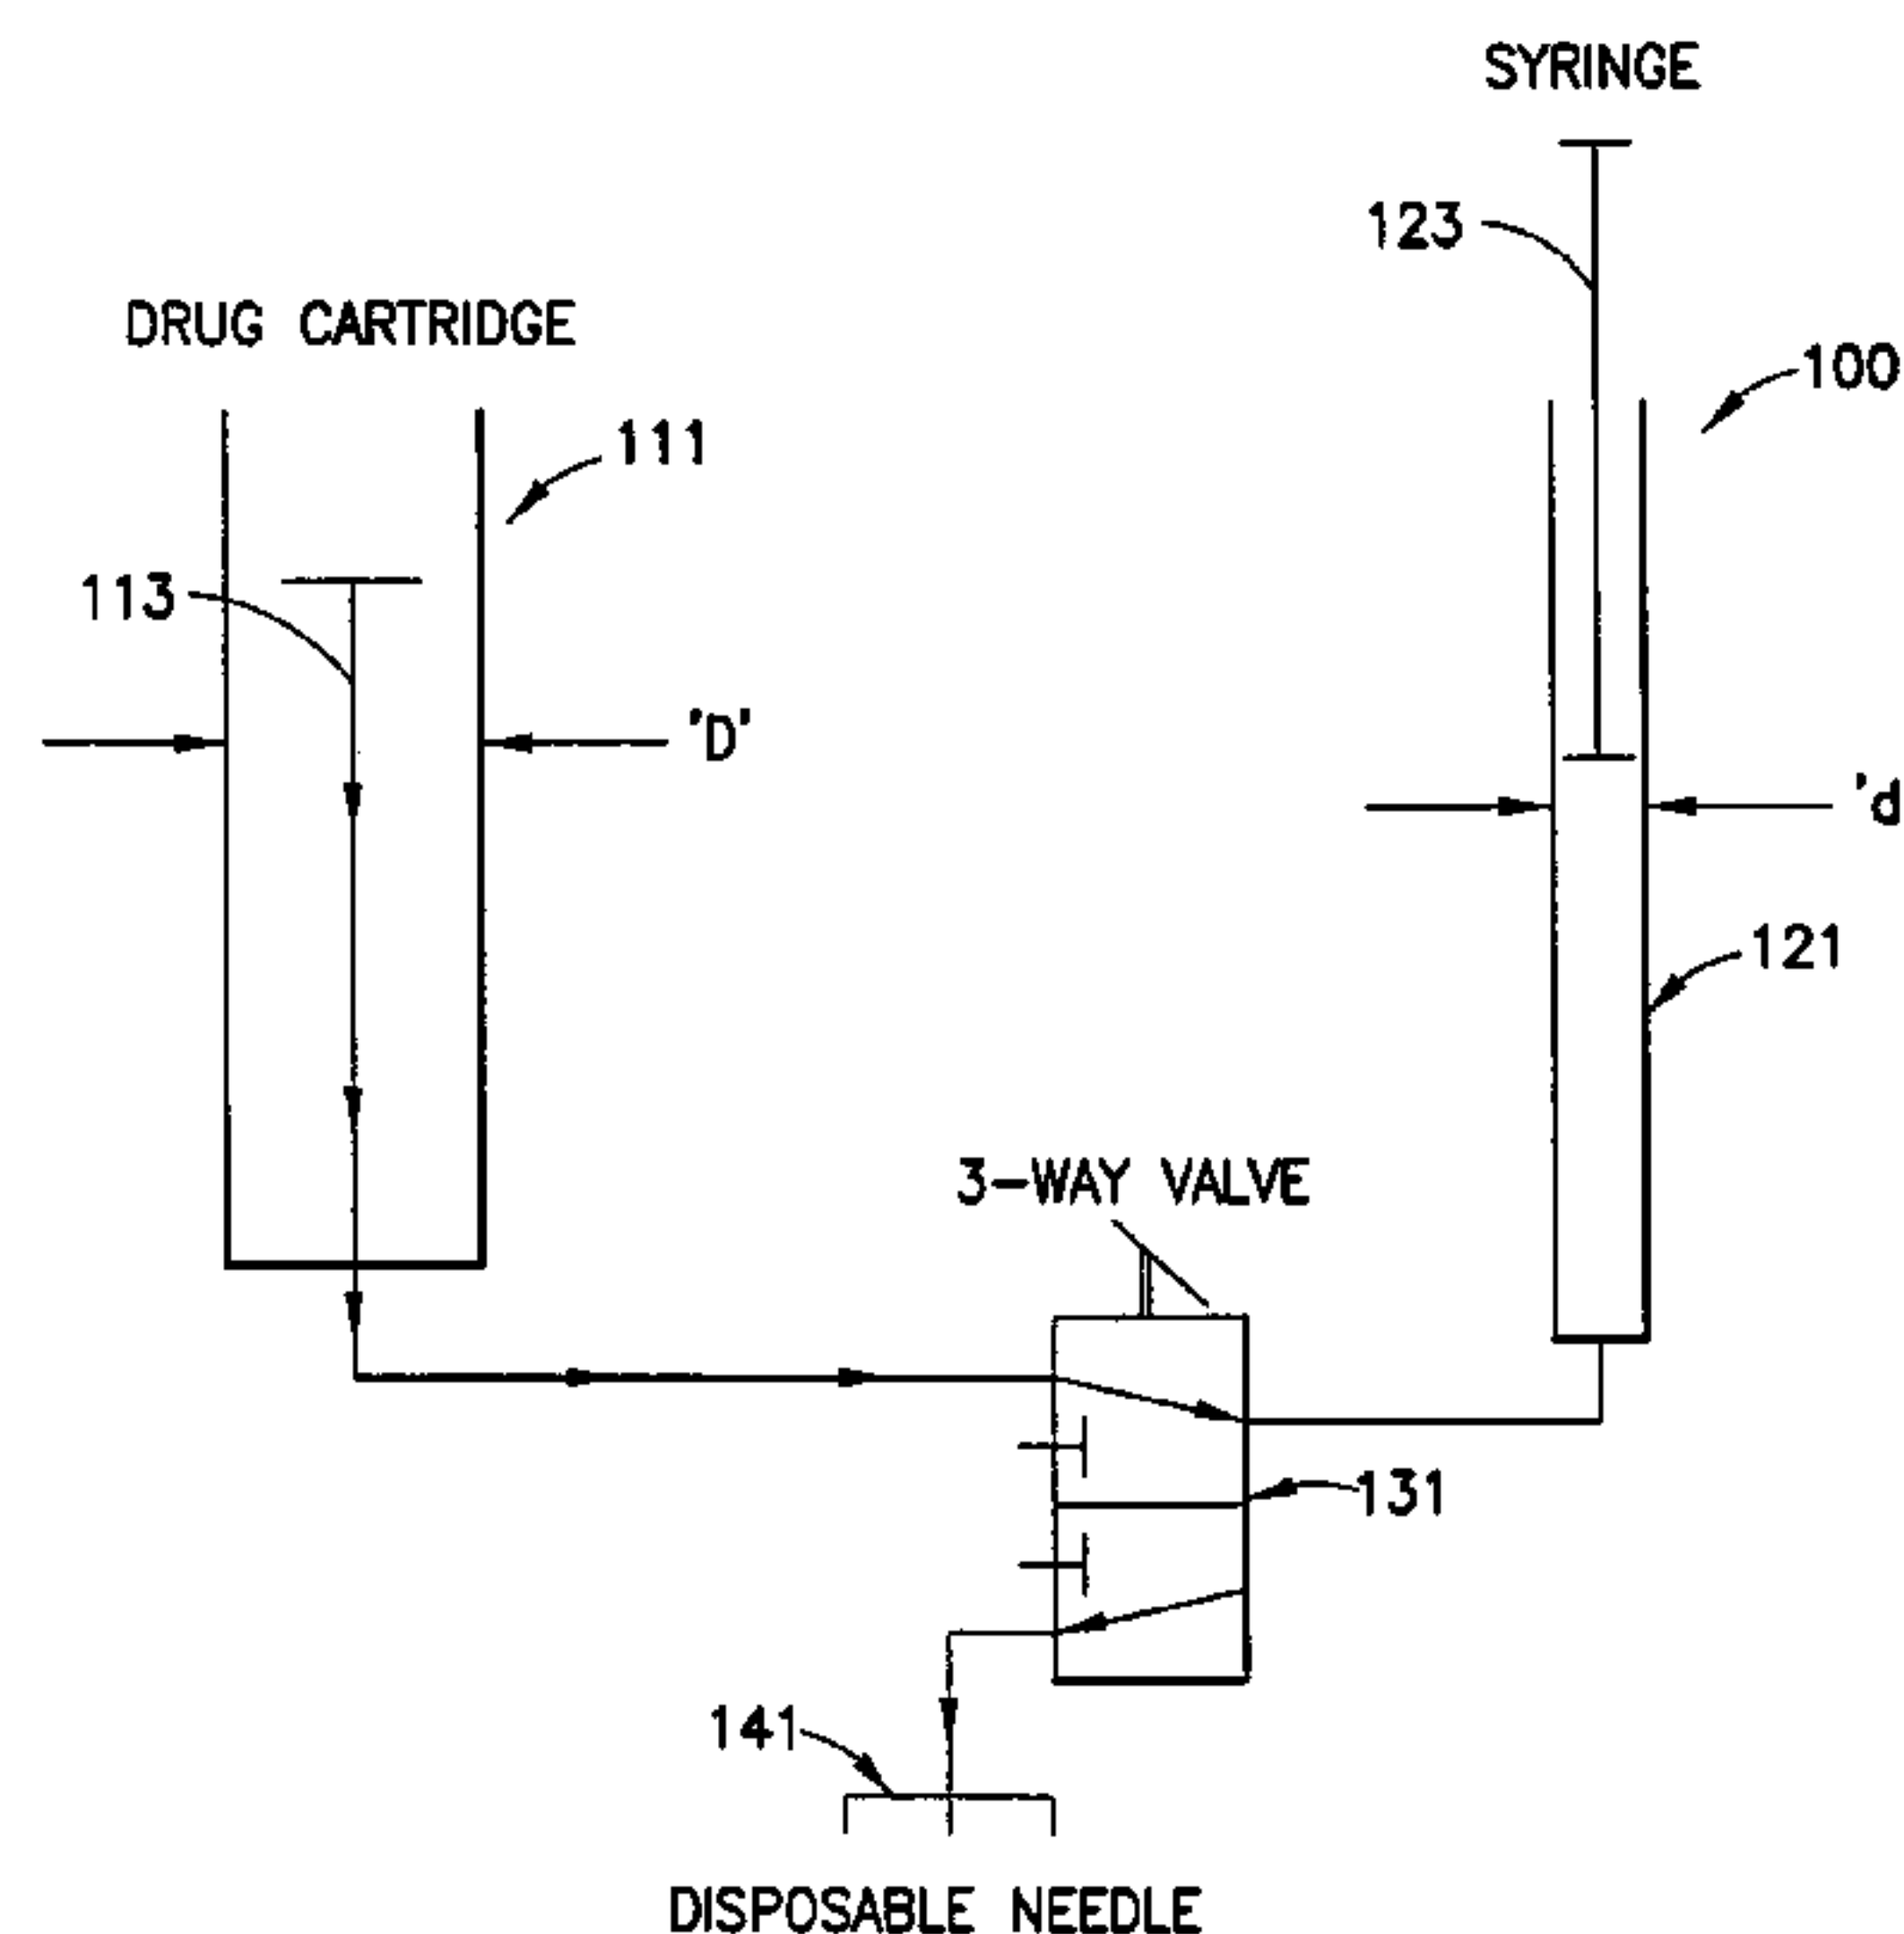 SYRINGE
123
DRUG CARTRIDGE
100
111
113
'D'
'd
121
3-WAY VALVE
131
141
DISPOSABLE NEEDLE